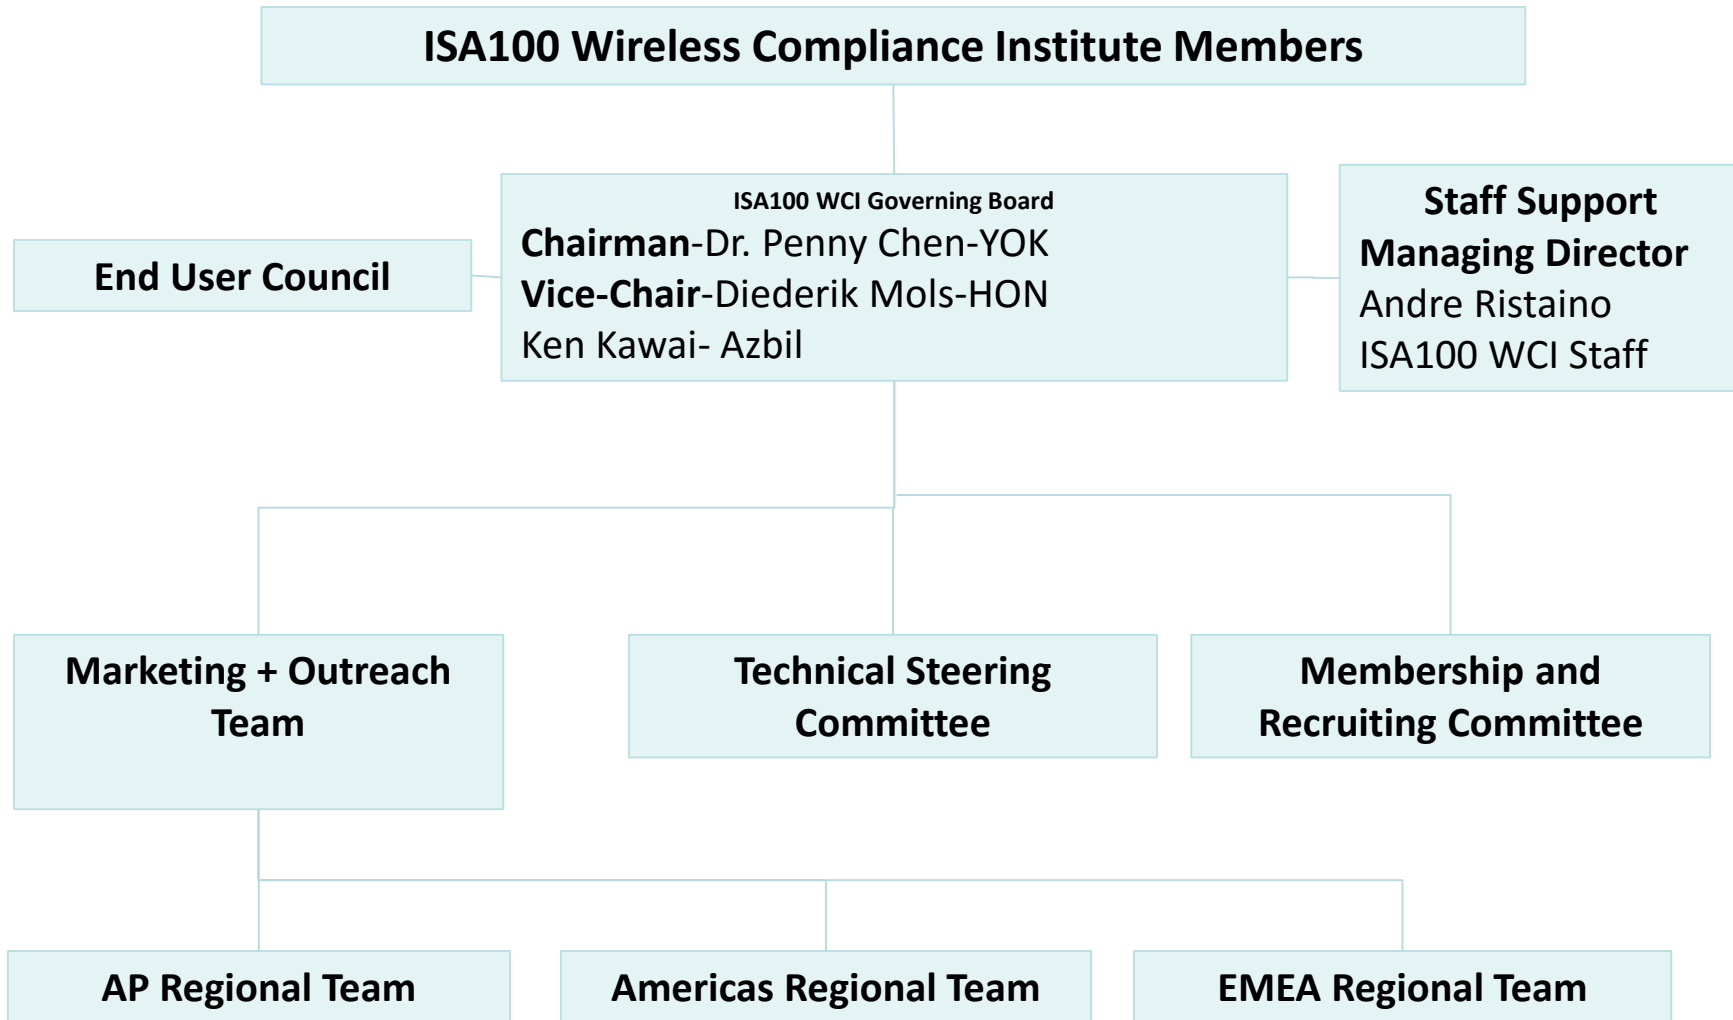 ISA100 Wireless Compliance Institute Members
ISA100 WCI Governing Board
Chairman-Dr. Penny Chen-YOK
Vice-Chair-Diederik Mols-HON
Ken Kawai- Azbil
End User Council
Staff Support
Managing Director
Andre Ristaino
ISA100 WCI Staff
Marketing + Outreach
Team
Technical Steering
Committee
Membership and
Recruiting Committee
AP Regional Team
Americas Regional Team
EMEA Regional Team